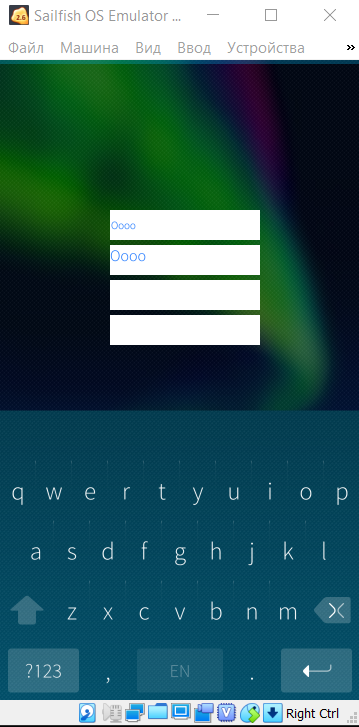 2.6 Sailfish OS Emulator ...
Файл Машина Вид Ввод Устройства »
Oooo
Oooo
q w e r t y u i o p
a s d f g h j k l
z x c v b n m
?123 , EN .
Right Ctrl